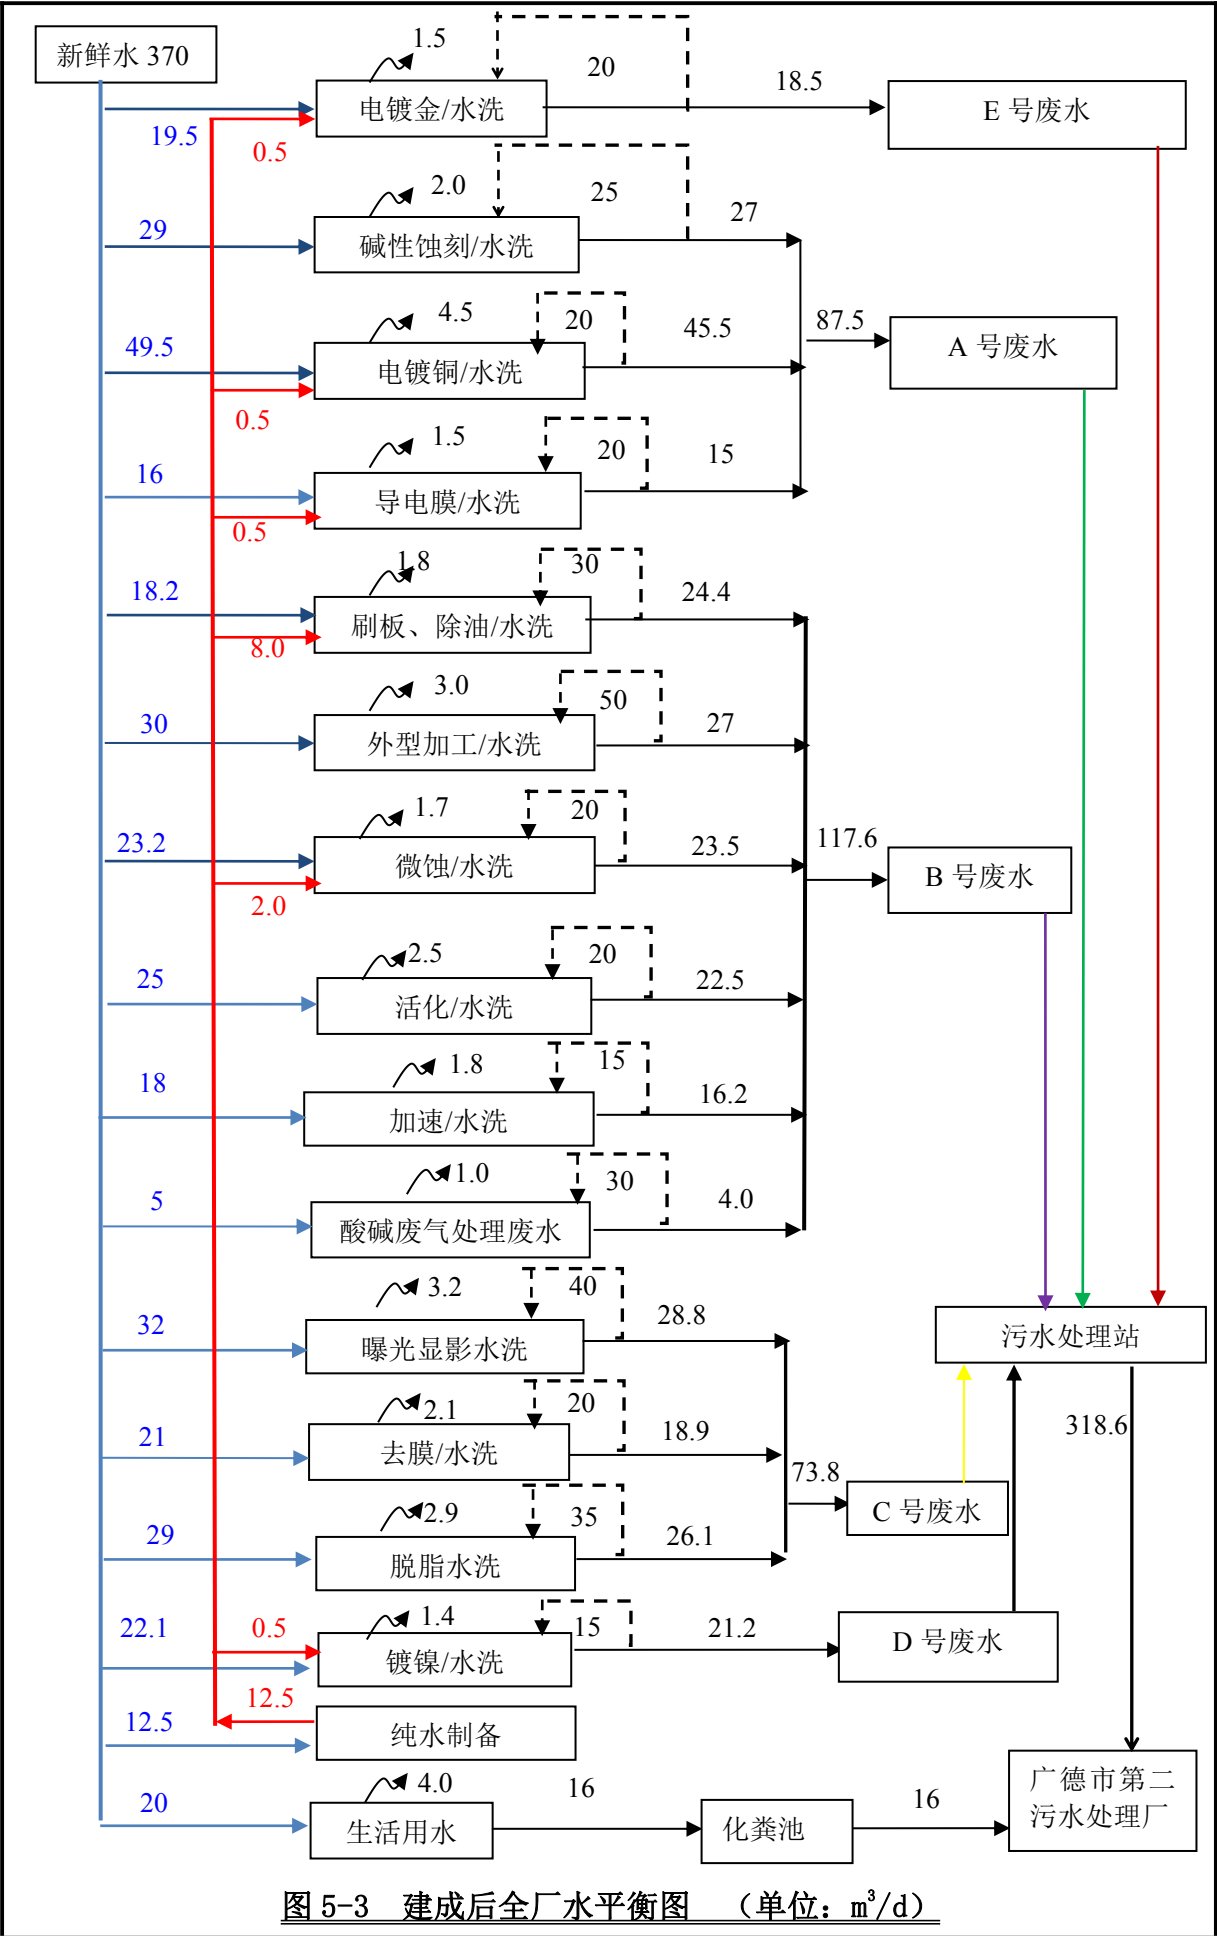 新鲜水 370
1.5
20
18.5
电镀金/水洗
E 号废水
19.5
0.5
2.0
25
27
29
碱性蚀刻/水洗
4.5
20
45.5
87.5
49.5
电镀铜/水洗
A 号废水
0.5
1.5
20
15
16
导电膜/水洗
0.5
1.8
30
24.4
18.2
刷板、除油/水洗
8.0
3.0
50
27
30
外型加工/水洗
1.7
20
23.5
117.6
23.2
微蚀/水洗
B 号废水
2.0
2.5
20
22.5
25
活化/水洗
1.8
15
16.2
18
加速/水洗
1.0
30
4.0
5
酸碱废气处理废水
3.2
40
28.8
32
曝光显影水洗
污水处理站
2.1
20
18.9
318.6
21
去膜/水洗
73.8
2.9
35
26.1
C 号废水
29
脱脂水洗
22.1
0.5
1.4
15
21.2
D 号废水
镀镍/水洗
12.5
12.5
纯水制备
20
4.0
16
16
生活用水
化粪池
广德市第二
污水处理厂
图 5-3 建成后全厂水平衡图 （单位：m³/d）